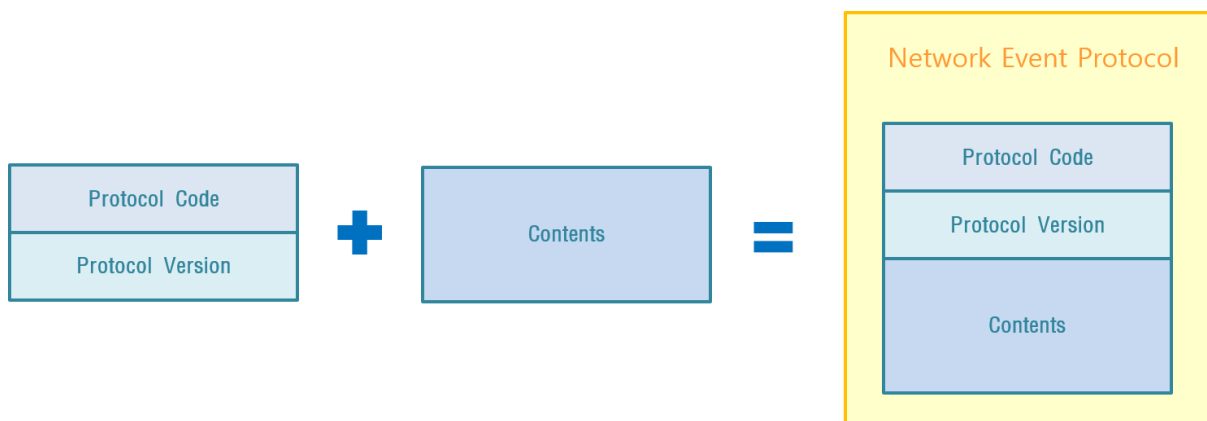 Protocol Code
Protocol Version
Contents
Network Event Protocol
Protocol Code
Protocol Version
Contents